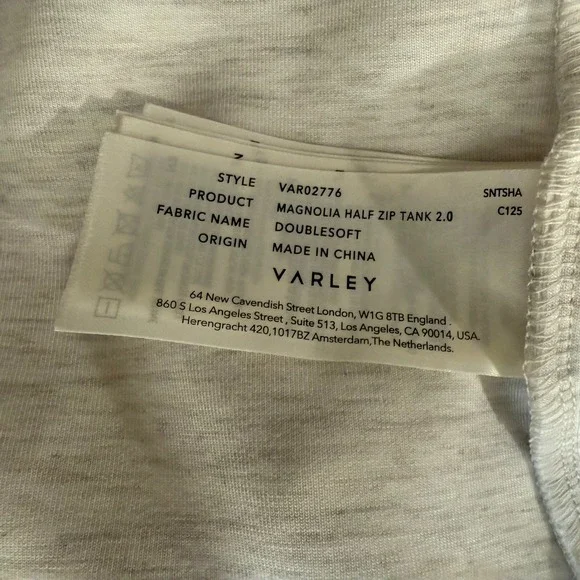 STYLE VAR02776 SNTSHA
PRODUCT MAGNOLIA HALF ZIP TANK 2.0 C125
FABRIC NAME DOUBLESOFT
ORIGIN MADE IN CHINA
VARLEY
64 New Cavendish Street London, W1G 8TB England .
860 S Los Angeles Street , Suite 513, Los Angeles, CA 90014, USA.
Herengracht 420,1017BZ Amsterdam,The Netherlands.